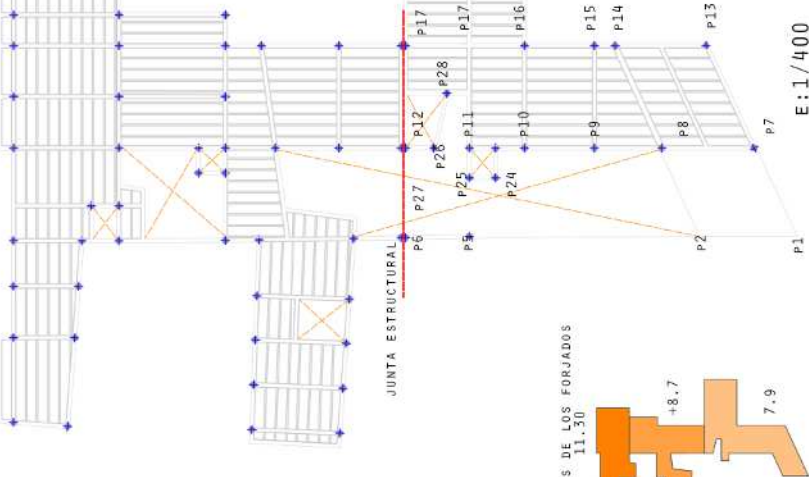 P17
P17
P16
P15
P14
P13
P28
P12
P11
P10
P9
P8
P7
P26
P25
P24
P27
P6
P5
P2
P1
JUNTA ESTRUCTURAL
E:1/400
S DE LOS FORJADOS
11.30
+8.7
7.9